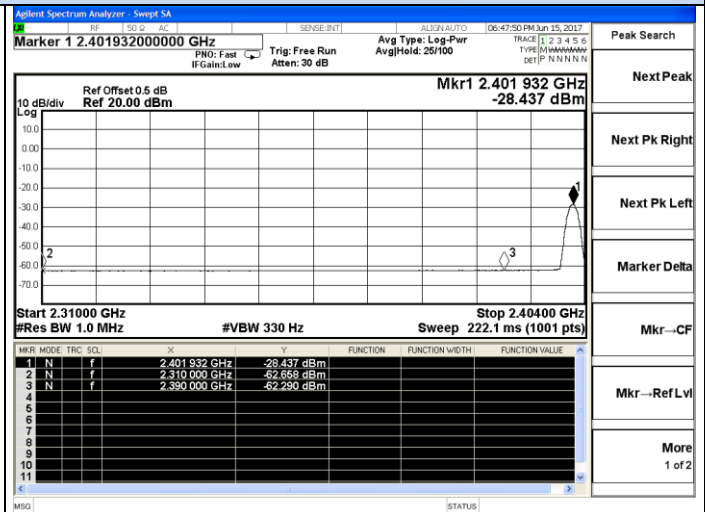 Agilent Spectrum Analyzer - Swept SA
RF 50 Ω AC SENSE:INT ALIGN AUTO 06:47:50 PM Jun 15, 2017
Marker 1 2.401932000000 GHz
PNO: Fast
IFGain:Low
Trig: Free Run
Atten: 30 dB
Avg Type: Log-Pwr
Avg|Hold: 25/100
TRACE 1 2 3 4 5 6
TYPE M
DET P N N N N N
Peak Search
Next Peak
Next Pk Right
Next Pk Left
Marker Delta
Mkr→CF
Mkr→Ref Lvl
More
1 of 2
Ref Offset 0.5 dB
Ref 20.00 dBm
10 dB/div
Log
Mkr1 2.401 932 GHz
-28.437 dBm
10.0
0.00
-10.0
-20.0
-30.0
-40.0
-50.0
-60.0
-70.0
1
2
3
Start 2.31000 GHz
Stop 2.40400 GHz
#Res BW 1.0 MHz
#VBW 330 Hz
Sweep 222.1 ms (1001 pts)
MKR MODE TRC SCL X Y FUNCTION FUNCTION WIDTH FUNCTION VALUE
1 N f 2.401 932 GHz -28.437 dBm
2 N f 2.310 000 GHz -62.658 dBm
3 N f 2.390 000 GHz -62.290 dBm
4
5
6
7
8
9
10
11
MSG
STATUS